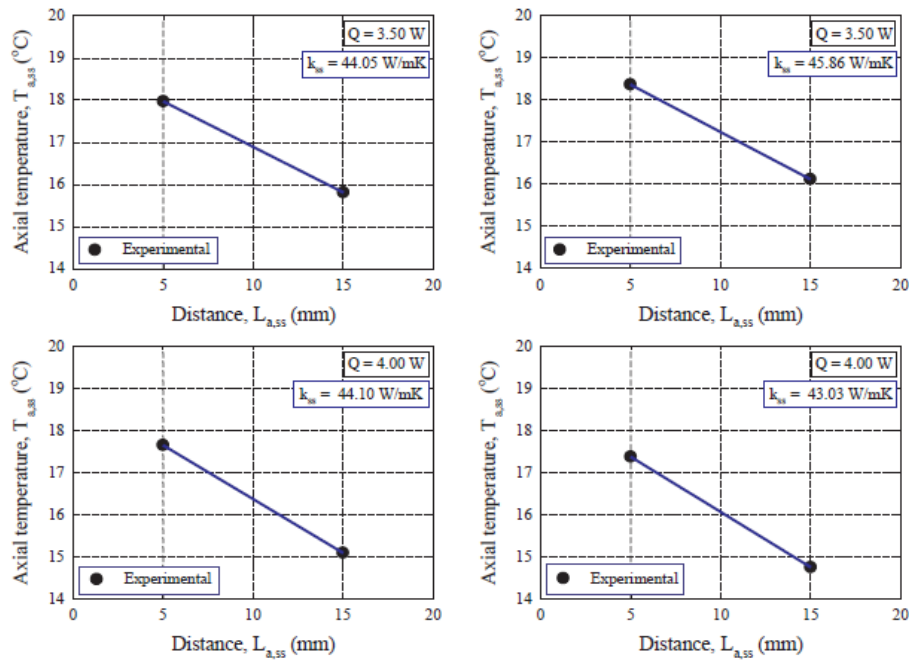 20
19
18
17
16
15
14
Axial temperature, T_a,ss (°C)
Q = 3.50 W
k_ss = 44.05 W/mK
Experimental
0 5 10 15 20
Distance, L_a,ss (mm)
20
19
18
17
16
15
14
Axial temperature, T_a,ss (°C)
Q = 3.50 W
k_ss = 45.86 W/mK
Experimental
0 5 10 15 20
Distance, L_a,ss (mm)
20
19
18
17
16
15
14
Axial temperature, T_a,ss (°C)
Q = 4.00 W
k_ss = 44.10 W/mK
Experimental
0 5 10 15 20
Distance, L_a,ss (mm)
20
19
18
17
16
15
14
Axial temperature, T_a,ss (°C)
Q = 4.00 W
k_ss = 43.03 W/mK
Experimental
0 5 10 15 20
Distance, L_a,ss (mm)